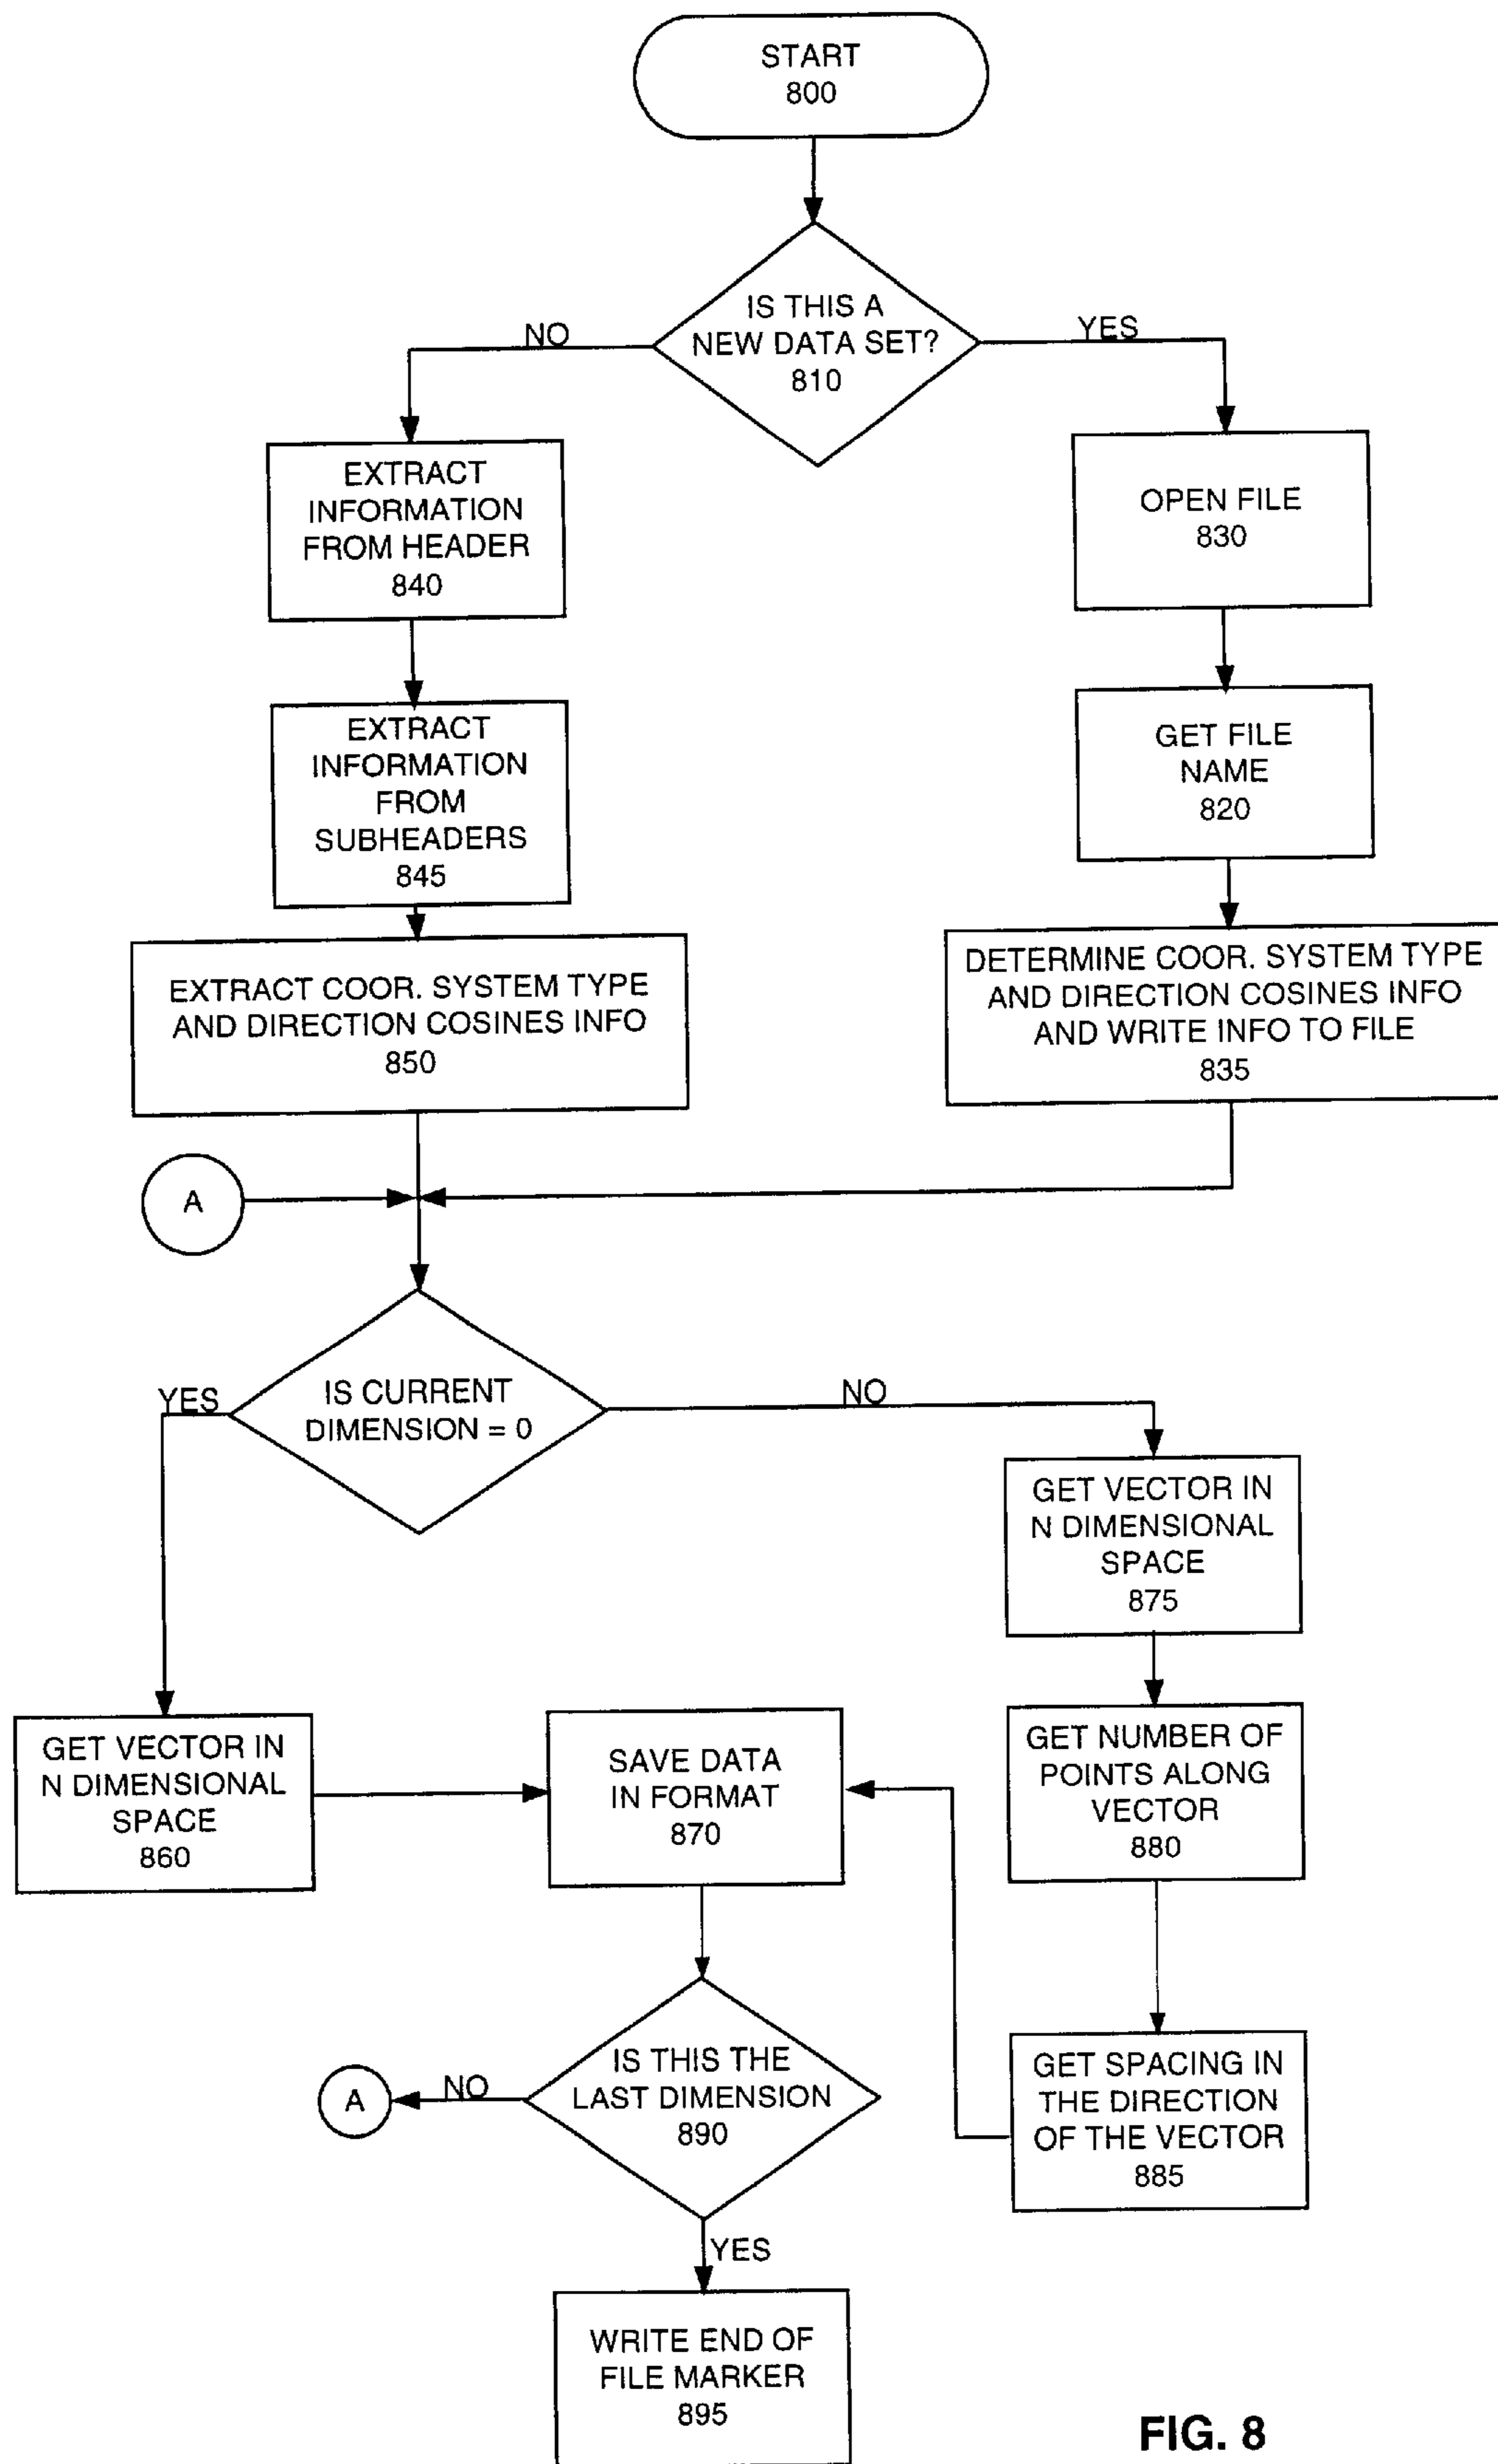 START
800
IS THIS A
NEW DATA SET?
810
NO
YES
EXTRACT
INFORMATION
FROM HEADER
840
OPEN FILE
830
EXTRACT
INFORMATION
FROM
SUBHEADERS
845
GET FILE
NAME
820
EXTRACT COOR. SYSTEM TYPE
AND DIRECTION COSINES INFO
850
DETERMINE COOR. SYSTEM TYPE
AND DIRECTION COSINES INFO
AND WRITE INFO TO FILE
835
A
IS CURRENT
DIMENSION = 0
YES
NO
GET VECTOR IN
N DIMENSIONAL
SPACE
875
GET VECTOR IN
N DIMENSIONAL
SPACE
860
SAVE DATA
IN FORMAT
870
GET NUMBER OF
POINTS ALONG
VECTOR
880
IS THIS THE
LAST DIMENSION
890
NO
A
GET SPACING IN
THE DIRECTION
OF THE VECTOR
885
YES
WRITE END OF
FILE MARKER
895
FIG. 8